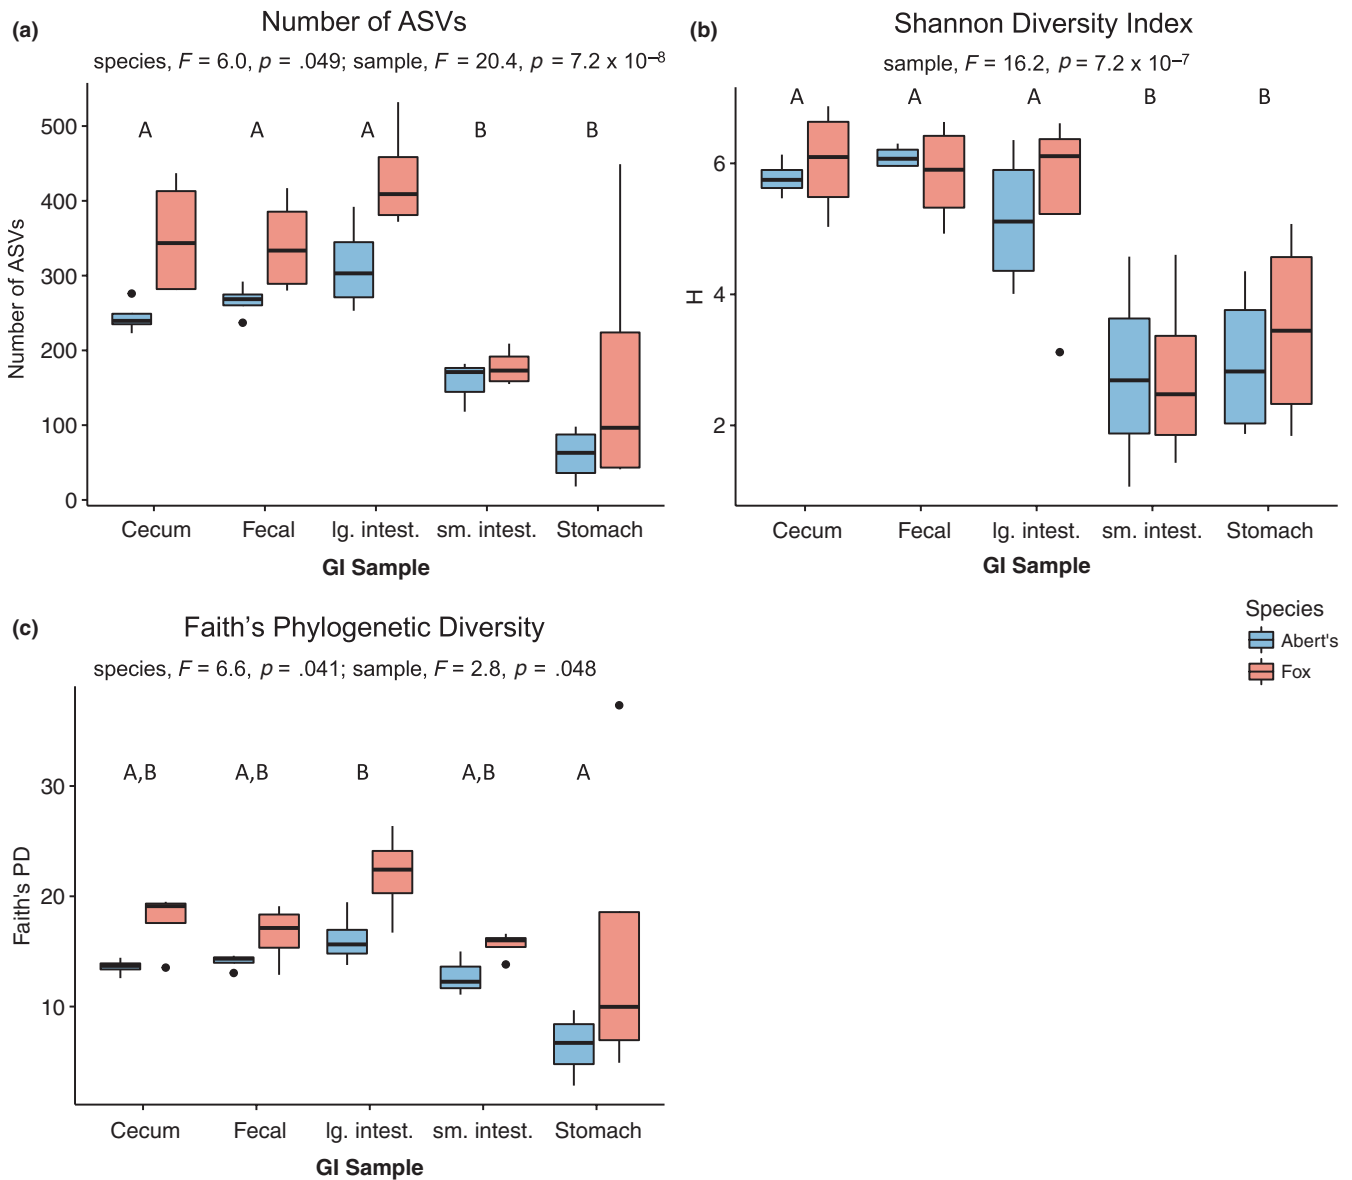 (a)
Number of ASVs
species, F = 6.0, p = .049; sample, F = 20.4, p = 7.2 x 10–8
A A A B B
500
400
300
200
100
0
Number of ASVs
Cecum Fecal lg. intest. sm. intest. Stomach
GI Sample
(b)
Shannon Diversity Index
sample, F = 16.2, p = 7.2 x 10–7
A A A B B
6
4
2
H
Cecum Fecal lg. intest. sm. intest. Stomach
GI Sample
Species
Abert's
Fox
(c)
Faith’s Phylogenetic Diversity
species, F = 6.6, p = .041; sample, F = 2.8, p = .048
A,B A,B B A,B A
30
20
10
Faith's PD
Cecum Fecal lg. intest. sm. intest. Stomach
GI Sample